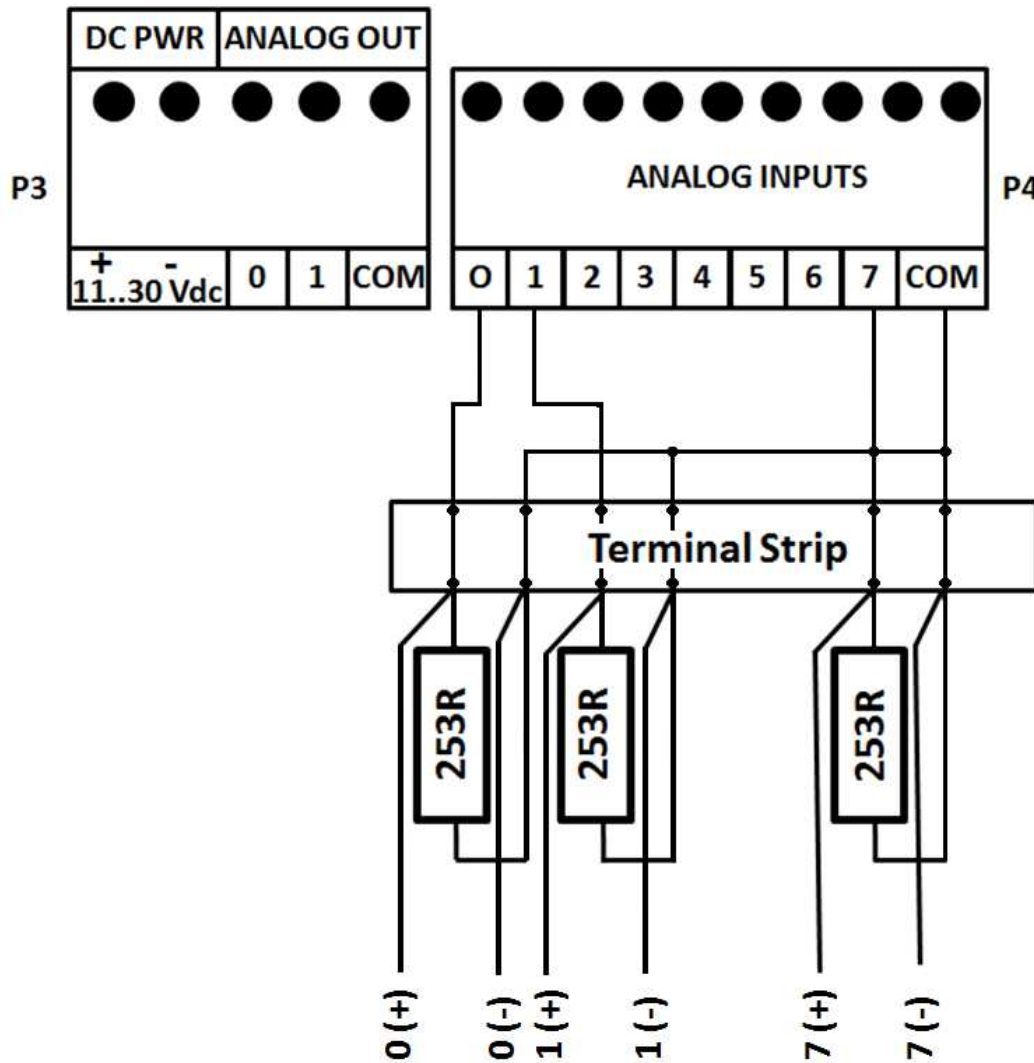 DC PWR ANALOG OUT
P3
ANALOG INPUTS
P4
+ - 0 1 COM
11..30 Vdc
O 1 2 3 4 5 6 7 COM
Terminal Strip
253R 253R 253R
0 (+) 0 (-) 1 (+) 1 (-) 7 (+) 7 (-)